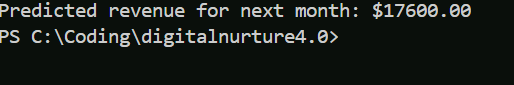 Predicted revenue for next month: $17600.00
PS C:\Coding\digitalnurture4.0>